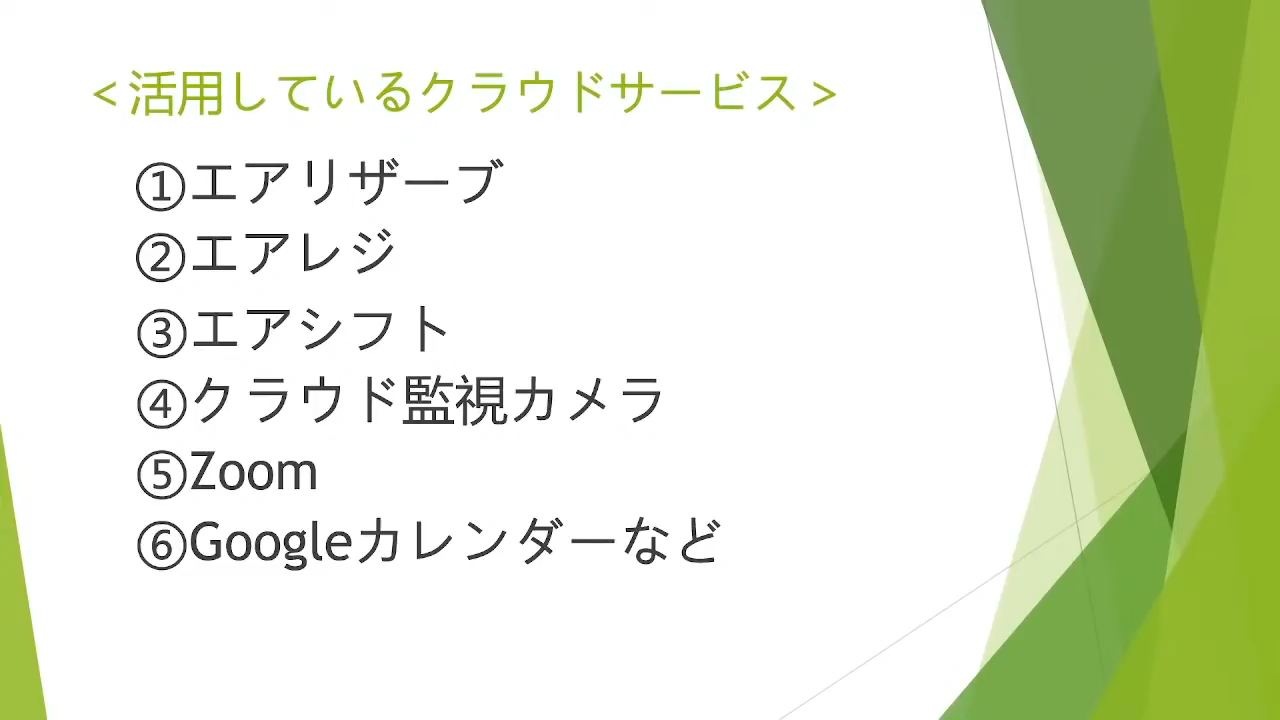 ＜活用しているクラウドサービス＞
①エアリザーブ
②エアレジ
③エアシフト
④クラウド監視カメラ
⑤Zoom
⑥Googleカレンダーなど